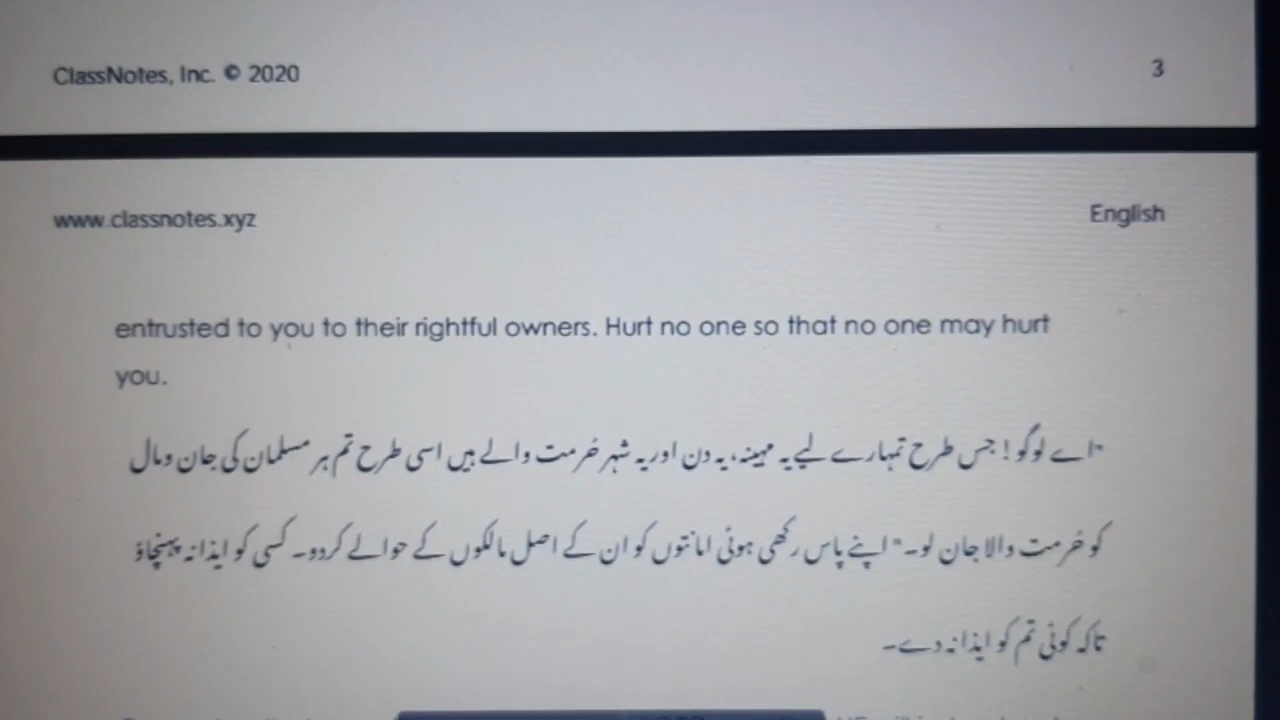 ClassNotes, Inc. © 2020
3
www.classnotes.xyz
English
entrusted to you to their rightful owners. Hurt no one so that no one may hurt
you.
"اے لوگو! جس طرح تمہارے لیے یہ مہینہ، یہ دن اور یہ شہر حُرمت والے ہیں اسی طرح تم ہر مسلمان کی جان و مال
کو حُرمت والا جان لو۔" اپنے پاس رکھی ہوئی امانتوں کو ان کے اصل مالکوں کے حوالے کر دو۔ کسی کو ایذا نہ پہنچاؤ
تاکہ کوئی تم کو ایذا نہ دے۔